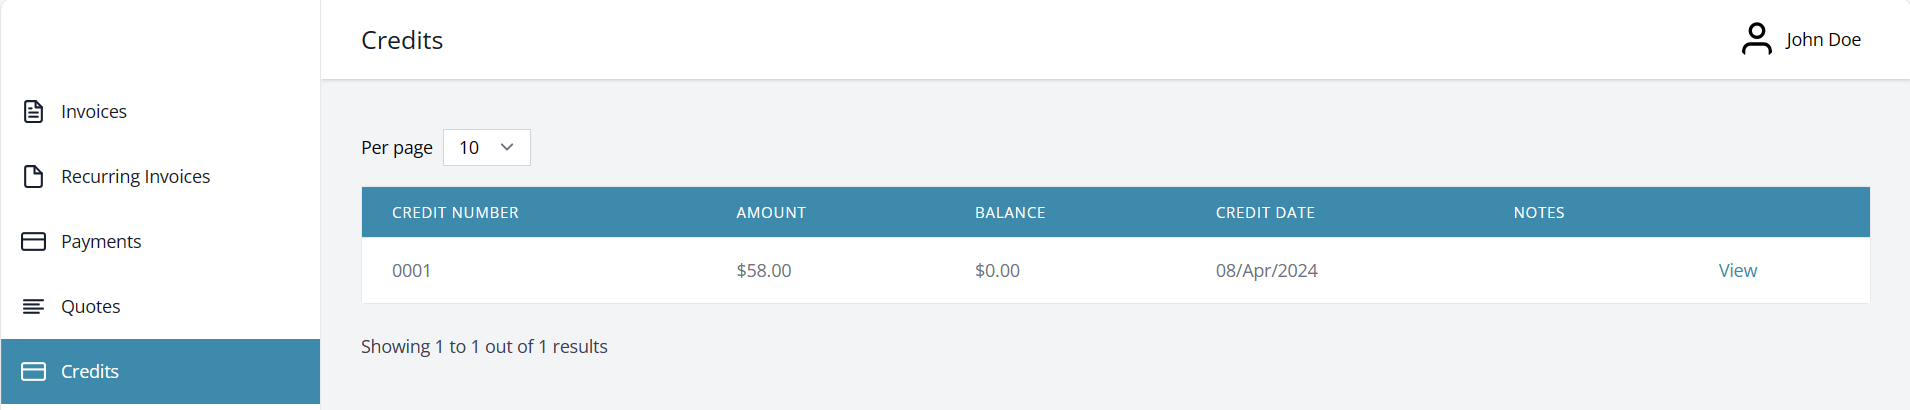 Credits
John Doe
Invoices
Recurring Invoices
Payments
Quotes
Credits
Per page 10
CREDIT NUMBER AMOUNT BALANCE CREDIT DATE NOTES
0001 $58.00 $0.00 08/Apr/2024 View
Showing 1 to 1 out of 1 results